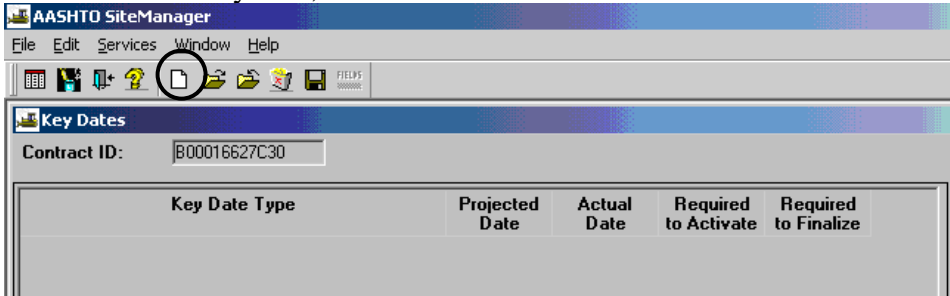 AASHTO SiteManager
File Edit Services Window Help
FIELDS
Key Dates
Contract ID: B00016627C30
Key Date Type Projected Date Actual Date Required to Activate Required to Finalize